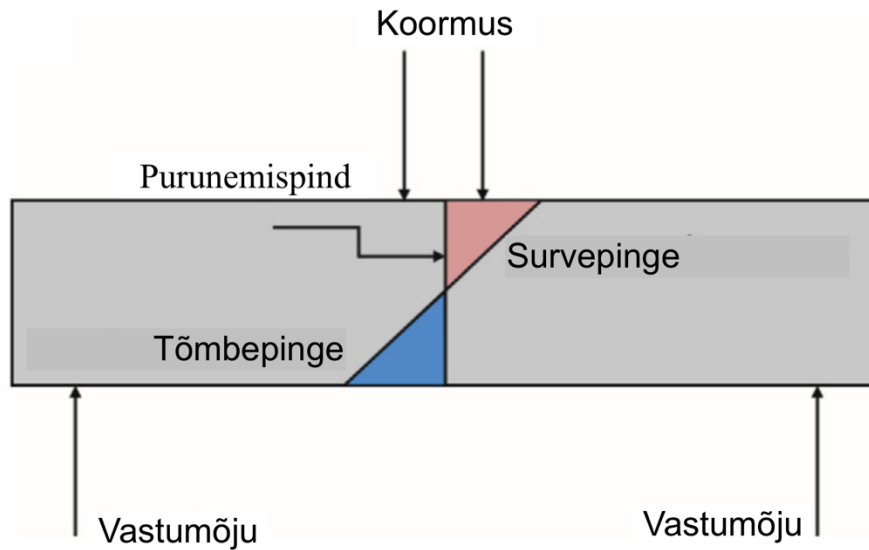 Koormus
Purunemispind
Survepinge
Tõmbepinge
Vastumõju
Vastumõju